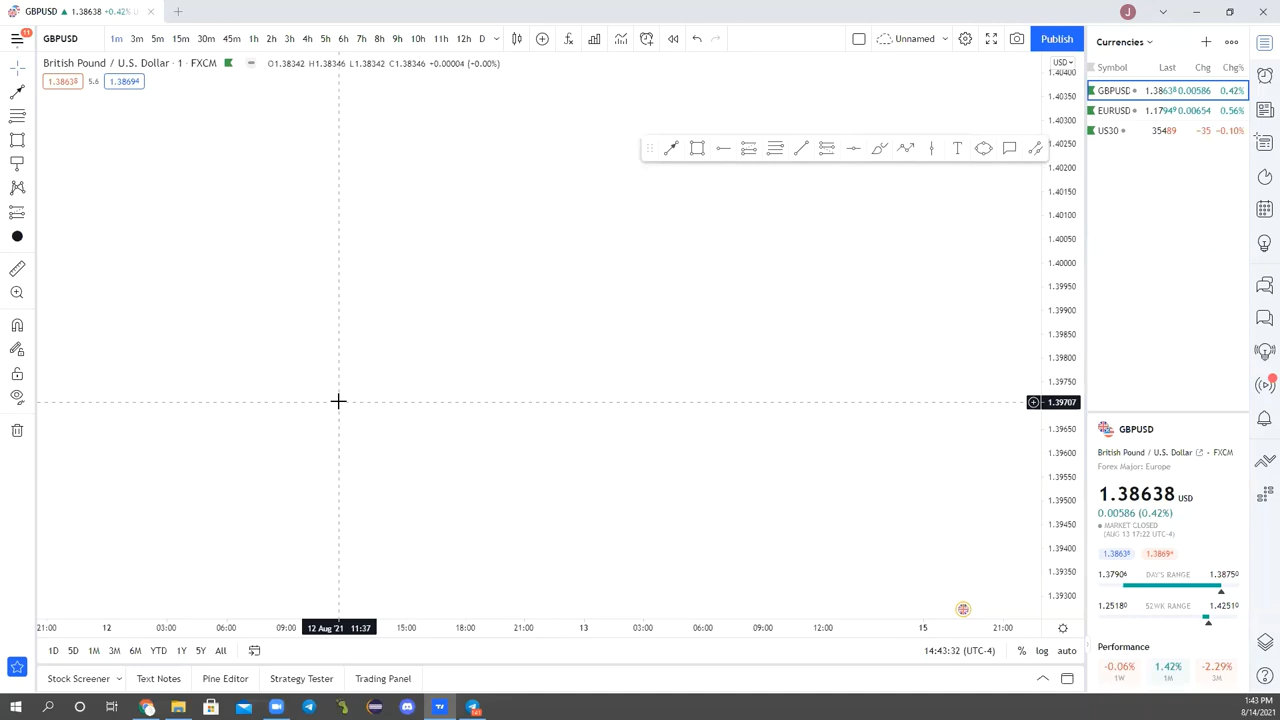 GBPUSD ▲ 1.38638 +0.42% U
J
11
GBPUSD 1m 3m 5m 15m 30m 45m 1h 2h 3h 4h 5h 6h 7h 8h 9h 10h 11h 12h D Unnamed Publish
British Pound / U.S. Dollar · 1 · FXCM O1.38342 H1.38346 L1.38342 C1.38346 +0.00004 (+0.00%)
1.38638 5.6 1.38694
USD
1.40400
1.40350
1.40300
1.40250
1.40200
1.40150
1.40100
1.40050
1.40000
1.39950
1.39900
1.39850
1.39800
1.39750
1.39707
1.39650
1.39600
1.39550
1.39500
1.39450
1.39400
1.39350
1.39300
21:00 12 03:00 06:00 09:00 12 Aug '21 11:37 15:00 18:00 21:00 13 03:00 06:00 09:00 12:00 15 21:00
1D 5D 1M 3M 6M YTD 1Y 5Y All 14:43:32 (UTC-4) % log auto
Stock Screener Text Notes Pine Editor Strategy Tester Trading Panel
Currencies
Symbol Last Chg Chg%
GBPUSD 1.38638 0.00586 0.42%
EURUSD 1.17949 0.00654 0.56%
US30 35489 −35 −0.10%
GBPUSD
British Pound / U.S. Dollar • FXCM
Forex Major: Europe
1.38638 USD
0.00586 (0.42%)
MARKET CLOSED
(AUG 13 17:22 UTC-4)
1.38638 1.38694
1.37906 DAY'S RANGE 1.38750
1.25180 52WK RANGE 1.42510
Performance
-0.06% 1.42% -2.29%
1W 1M 3M
1:43 PM
8/14/2021